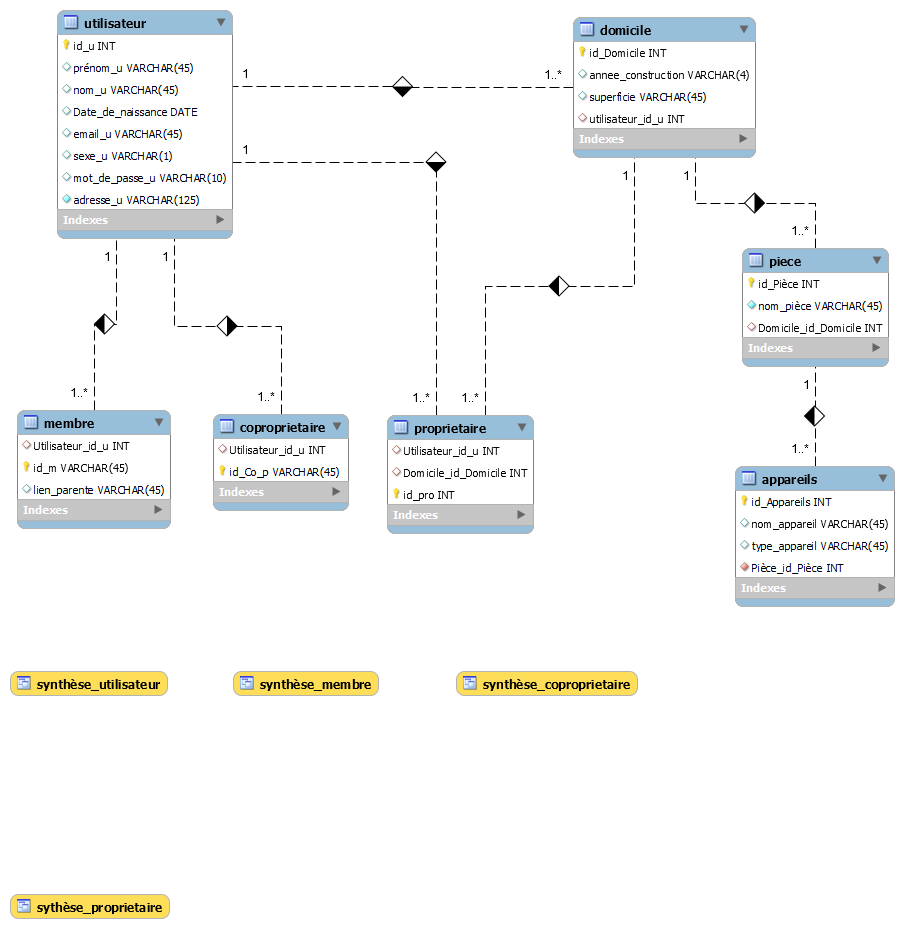 utilisateur
id_u INT
prénom_u VARCHAR(45)
nom_u VARCHAR(45)
Date_de_naissance DATE
email_u VARCHAR(45)
sexe_u VARCHAR(1)
mot_de_passe_u VARCHAR(10)
adresse_u VARCHAR(125)
Indexes
domicile
id_Domicile INT
annee_construction VARCHAR(4)
superficie VARCHAR(45)
utilisateur_id_u INT
Indexes
1
1..*
1
1
1
1
1
1..*
piece
id_Pièce INT
nom_pièce VARCHAR(45)
Domicile_id_Domicile INT
Indexes
1..*
1..*
1..*
1..*
1
1..*
membre
Utilisateur_id_u INT
id_m VARCHAR(45)
lien_parente VARCHAR(45)
Indexes
coproprietaire
Utilisateur_id_u INT
id_Co_p VARCHAR(45)
Indexes
proprietaire
Utilisateur_id_u INT
Domicile_id_Domicile INT
id_pro INT
Indexes
appareils
id_Appareils INT
nom_appareil VARCHAR(45)
type_appareil VARCHAR(45)
Pièce_id_Pièce INT
Indexes
synthèse_utilisateur
synthèse_membre
synthèse_coproprietaire
sythèse_proprietaire